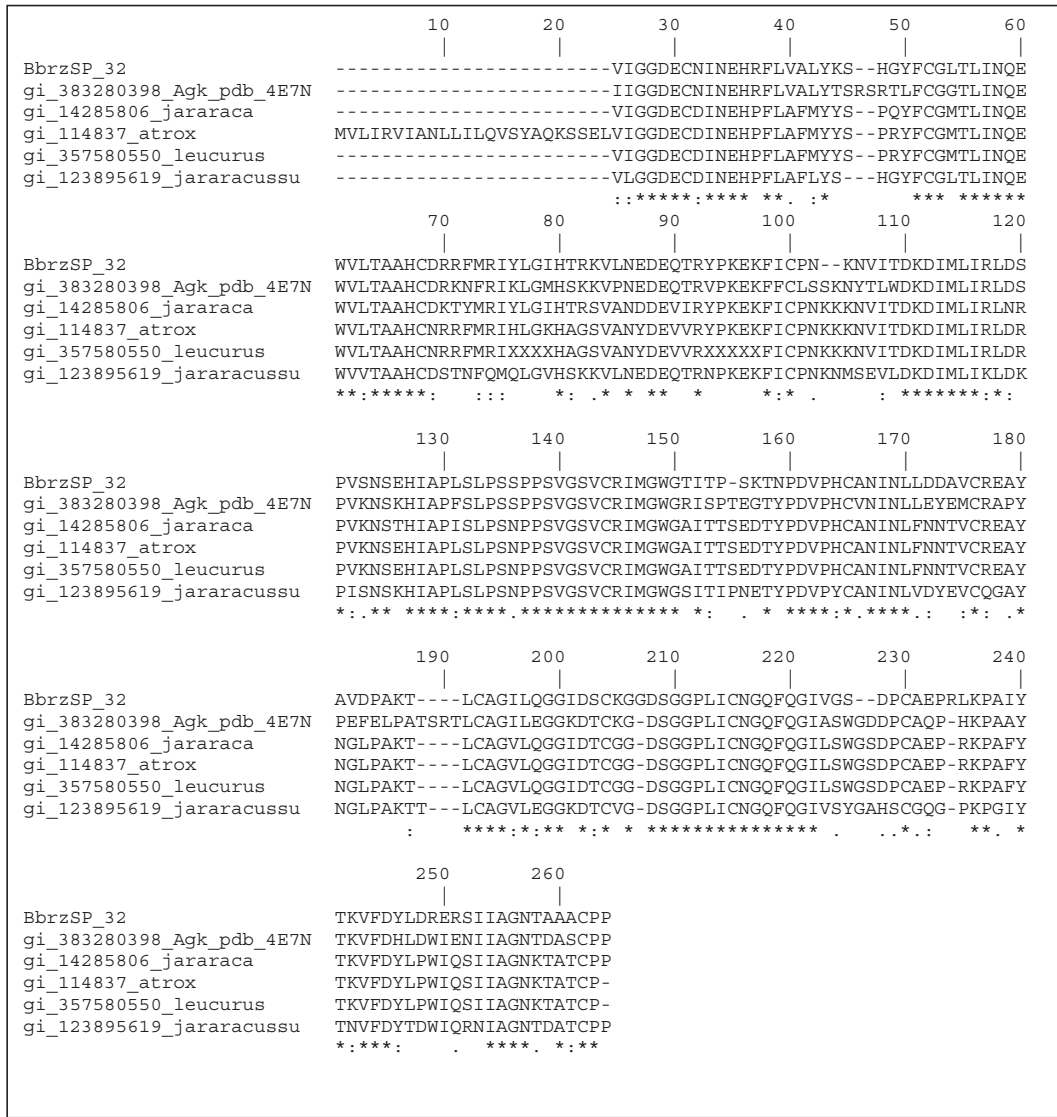 10 20 30 40 50 60
| | | | | |
BbrzSP_32 ------------------------VIGGDECNINEHRFLVALYKS--HGYFCGLTLINQE
gi_383280398_Agk_pdb_4E7N ------------------------IIGGDECNINEHRFLVALYTSRSRTLFCGGTLINQE
gi_14285806_jararaca ------------------------VIGGDECDINEHPFLAFMYYS--PQYFCGMTLINQE
gi_114837_atrox MVLIRVIANLLILQVSYAQKSSELVIGGDECDINEHPFLAFMYYS--PRYFCGMTLINQE
gi_357580550_leucurus ------------------------VIGGDECDINEHPFLAFMYYS--PRYFCGMTLINQE
gi_123895619_jararacussu ------------------------VLGGDECDINEHPFLAFLYS---HGYFCGLTLINQE
::*****:****.**. :* *** ******
70 80 90 100 110 120
| | | | | |
BbrzSP_32 WVLTAAHCDRRFMRIYLGIHTRKVLNEDEQTRYPKEKFICPN--KNVITDKDIMLIRLDS
gi_383280398_Agk_pdb_4E7N WVLTAAHCDRKNFRIKLGMHSKKVPNEDEQTRVPKEKFFCLSSKNYTLWDKDIMLIRLDS
gi_14285806_jararaca WVLTAAHCDKTYMRIYLGIHTRSVANDDEVIRYPKEKFICPNKKKNVITDKDIMLIRLNR
gi_114837_atrox WVLTAAHCNRRFMRIHLGKHAGSVANYDEVVRYPKEKFICPNKKKNVITDKDIMLIRLDR
gi_357580550_leucurus WVLTAAHCNRRFMRIXXXXHAGSVANYDEVVRXXXXXFICPNKKKNVITDKDIMLIRLDR
gi_123895619_jararacussu WVVTAAHCDSTNFQMQLGVHSKKVLNEDEQTRNPKEKFICPNKNMSEVLDKDIMLIKLDK
**:*****: ::: *: .* * ** * *:* . : *******:*:
130 140 150 160 170 180
| | | | | |
BbrzSP_32 PVSNSEHIAPLSLPSSPPSVGSVCRIMGWGTITP-SKTNPDVPHCANINLLDDAVCREAY
gi_383280398_Agk_pdb_4E7N PVKNSKHIAPFSLPSSPPSVGSVCRIMGWGRISPTEGTYPDVPHCVNINLLEYEMCRAPY
gi_14285806_jararaca PVKNSTHIAPISLPSNPPSVGSVCRIMGWGAITTSEDTYPDVPHCANINLFNNTVCREAY
gi_114837_atrox PVKNSEHIAPLSLPSNPPSVGSVCRIMGWGAITTSEDTYPDVPHCANINLFNNTVCREAY
gi_357580550_leucurus PVKNSEHIAPLSLPSNPPSVGSVCRIMGWGAITTSEDTYPDVPHCANINLFNNTVCREAY
gi_123895619_jararacussu PISNSKHIAPLSLPSNPPSVGSVCRIMGWGSITIPNETYPDVPYCANINLVDYEVCQGAY
*:.** ****:****.************** *: . * ****:*.****.: :*: .*
190 200 210 220 230 240
| | | | | |
BbrzSP_32 AVDPAKT----LCAGILQGGIDSCKGGDSGGPLICNGQFQGIVGS--DPCAEPRLKPAIY
gi_383280398_Agk_pdb_4E7N PEFELPATSRTLCAGILEGGKDTCKG-DSGGPLICNGQFQGIASWGDDPCAQP-HKPAAY
gi_14285806_jararaca NGLPAKT----LCAGVLQGGIDTCGG-DSGGPLICNGQFQGILSWGSDPCAEP-RKPAFY
gi_114837_atrox NGLPAKT----LCAGVLQGGIDTCGG-DSGGPLICNGQFQGILSWGSDPCAEP-RKPAFY
gi_357580550_leucurus NGLPAKT----LCAGVLQGGIDTCGG-DSGGPLICNGQFQGILSWGSDPCAEP-RKPAFY
gi_123895619_jararacussu NGLPAKTT---LCAGVLEGGKDTCVG-DSGGPLICNGQFQGIVSYGAHSCGQG-PKPGIY
: ****:*:** *:* * *************** . .*.: **. *
250 260
| |
BbrzSP_32 TKVFDYLDRERSIIAGNTAAACPP
gi_383280398_Agk_pdb_4E7N TKVFDHLDWIENIIAGNTDASCPP
gi_14285806_jararaca TKVFDYLPWIQSIIAGNKTATCPP
gi_114837_atrox TKVFDYLPWIQSIIAGNKTATCP-
gi_357580550_leucurus TKVFDYLPWIQSIIAGNKTATCP-
gi_123895619_jararacussu TNVFDYTDWIQRNIAGNTDATCPP
*:***: . ****. *:**